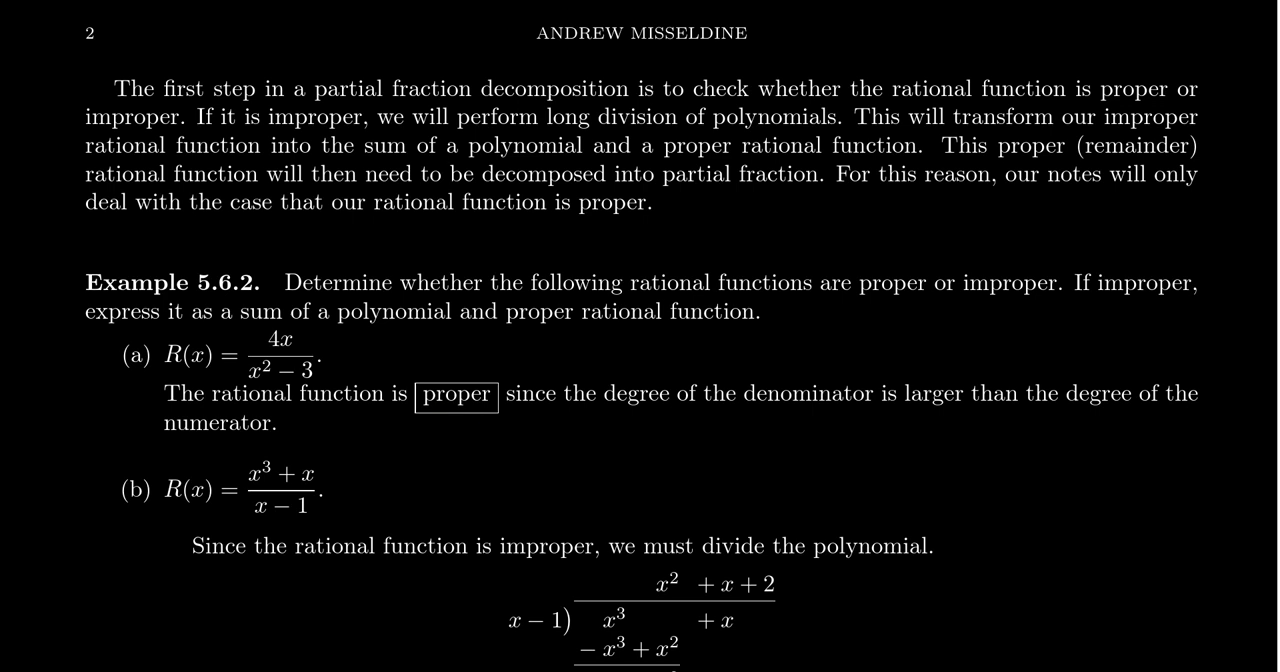 2 ANDREW MISSELDINE
The first step in a partial fraction decomposition is to check whether the rational function is proper or
improper. If it is improper, we will perform long division of polynomials. This will transform our improper
rational function into the sum of a polynomial and a proper rational function. This proper (remainder)
rational function will then need to be decomposed into partial fraction. For this reason, our notes will only
deal with the case that our rational function is proper.
Example 5.6.2. Determine whether the following rational functions are proper or improper. If improper,
express it as a sum of a polynomial and proper rational function.
(a) R(x) = 4x / (x² − 3).
The rational function is proper since the degree of the denominator is larger than the degree of the
numerator.
(b) R(x) = (x³ + x) / (x − 1).
Since the rational function is improper, we must divide the polynomial.
x² + x + 2
x − 1) x³ + x
− x³ + x²